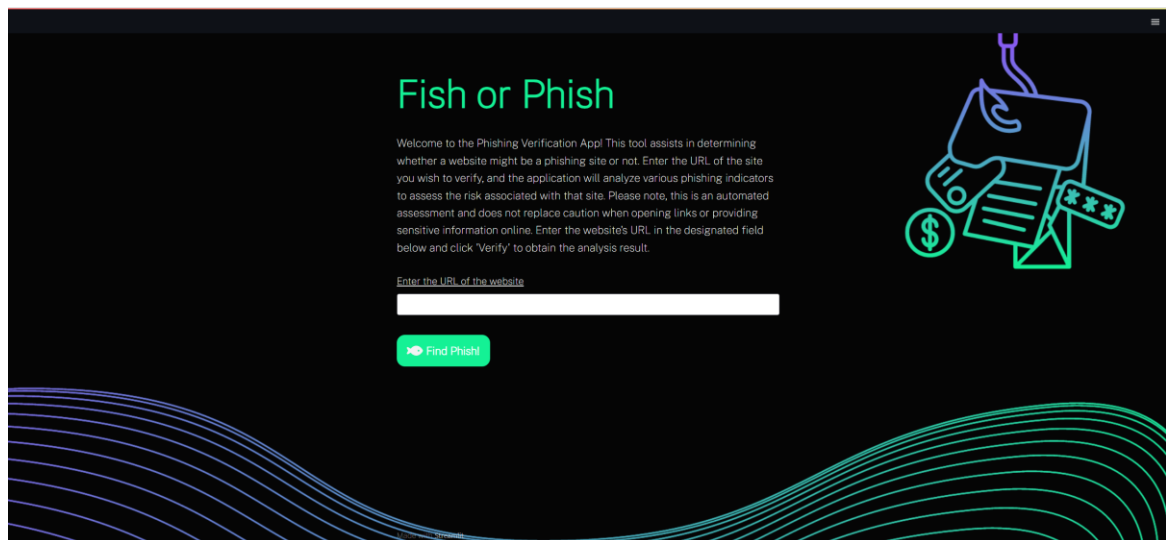 Fish or Phish
Welcome to the Phishing Verification App! This tool assists in determining
whether a website might be a phishing site or not. Enter the URL of the site
you wish to verify, and the application will analyze various phishing indicators
to assess the risk associated with that site. Please note, this is an automated
assessment and does not replace caution when opening links or providing
sensitive information online. Enter the website's URL in the designated field
below and click 'Verify' to obtain the analysis result.
Enter the URL of the website
Find Phish!
$
***
Made with Streamlit